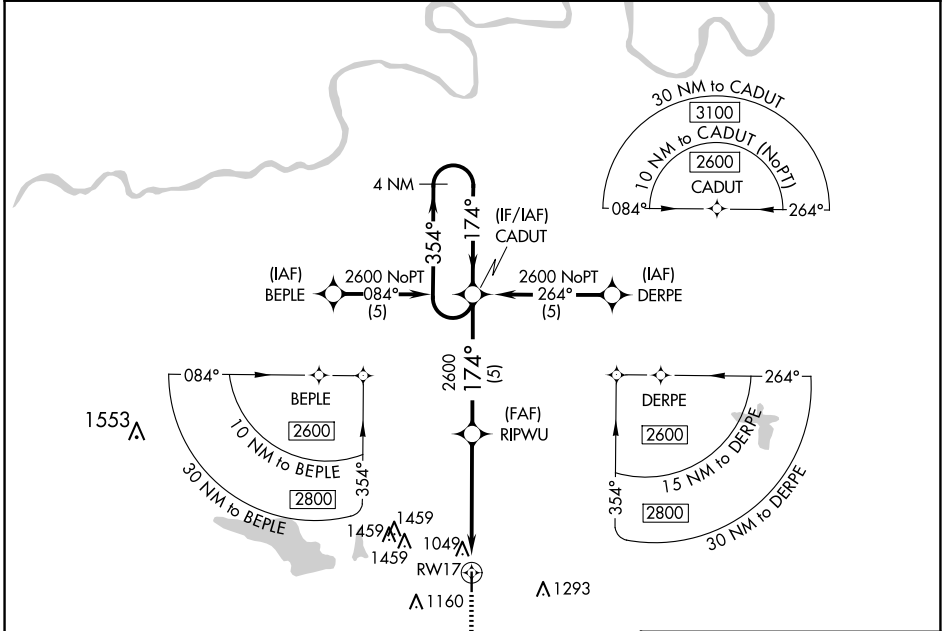 30 NM to CADUT
3100
10 NM to CADUT (NoPT)
2600
CADUT
084°
264°
4 NM
354°
174°
(IF/IAF)
CADUT
(IAF)
BEPLE
2600 NoPT
084°
(5)
2600 NoPT
264°
(5)
(IAF)
DERPE
2600
174°
(5)
(FAF)
RIPWU
084°
BEPLE
2600
10 NM to BEPLE
2800
30 NM to BEPLE
354°
264°
DERPE
2600
15 NM to DERPE
2800
30 NM to DERPE
354°
1553
1459
1459
1459
1049
RW17
1160
1293